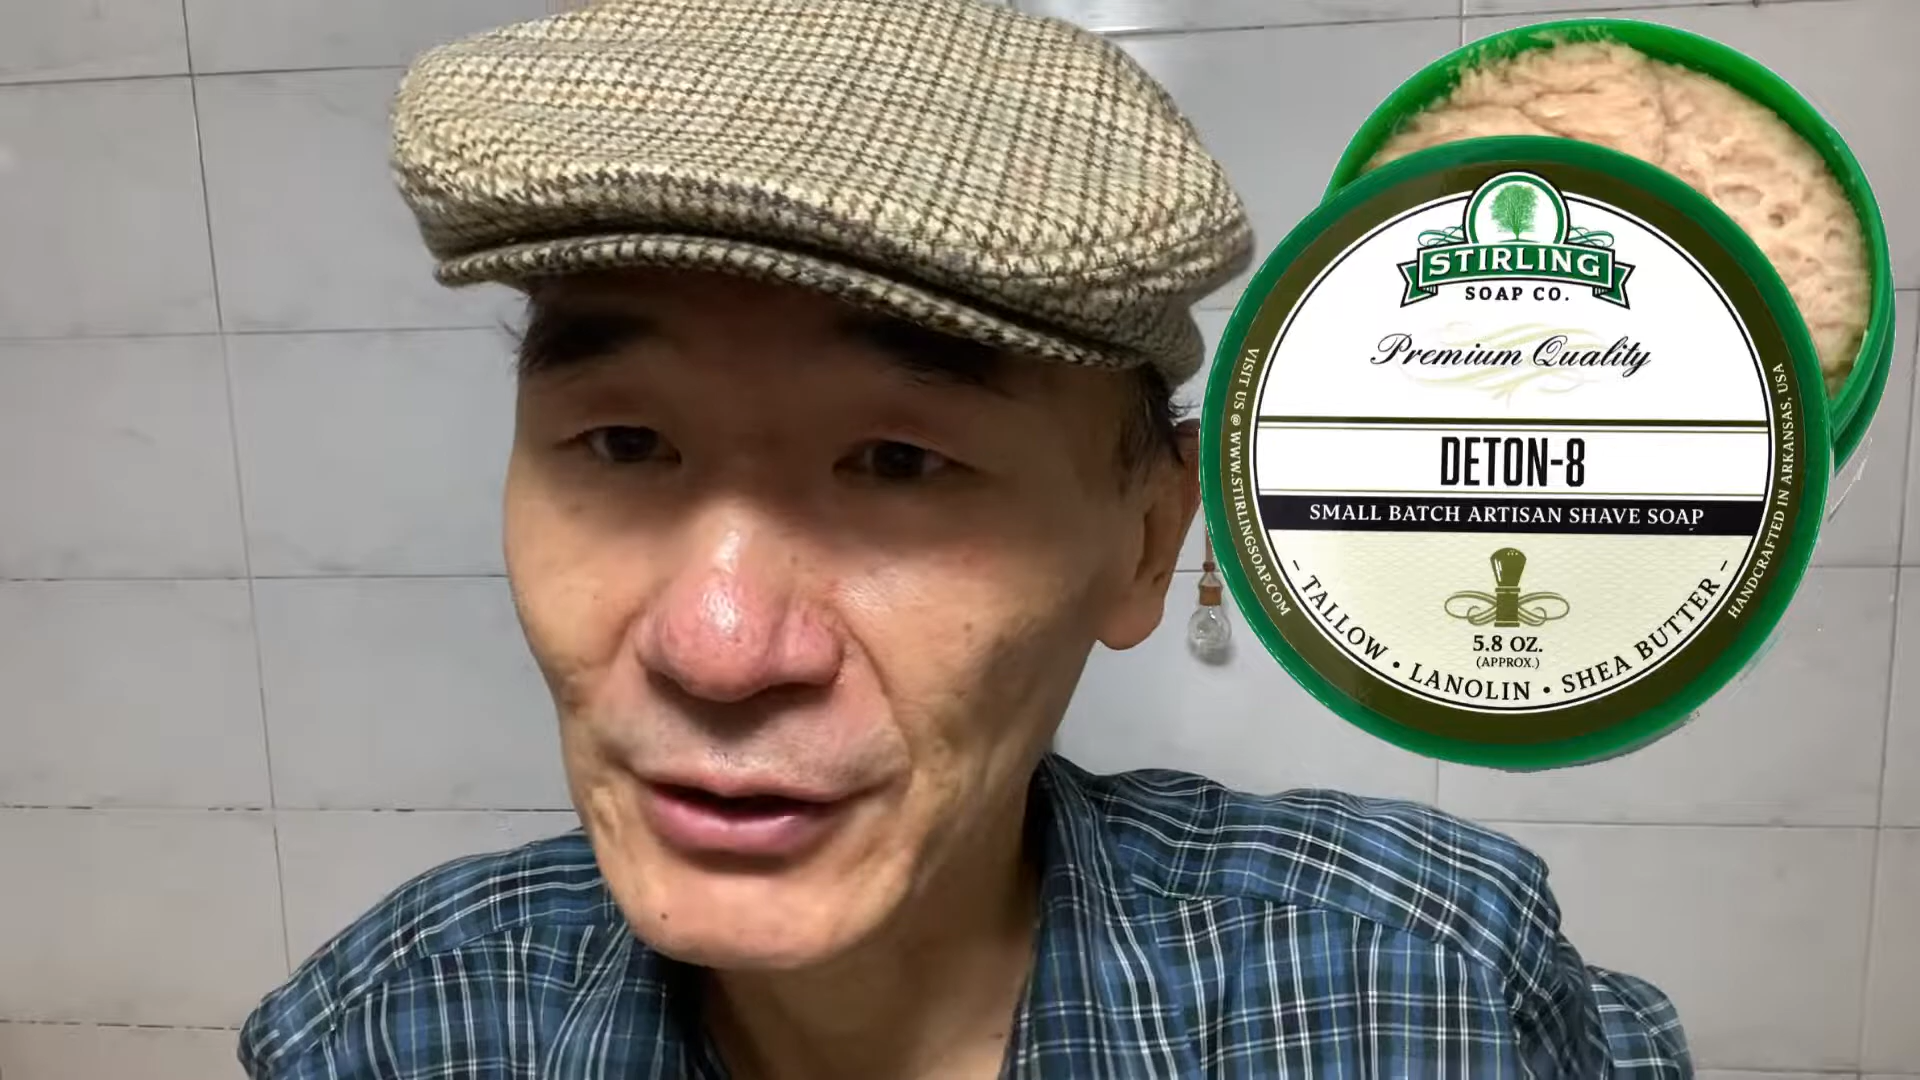 STIRLING
SOAP CO.
Premium Quality
DETON-8
SMALL BATCH ARTISAN SHAVE SOAP
5.8 OZ.
(APPROX.)
- TALLOW • LANOLIN • SHEA BUTTER -
VISIT US @ WWW.STIRLINGSOAP.COM
HANDCRAFTED IN ARKANSAS, USA